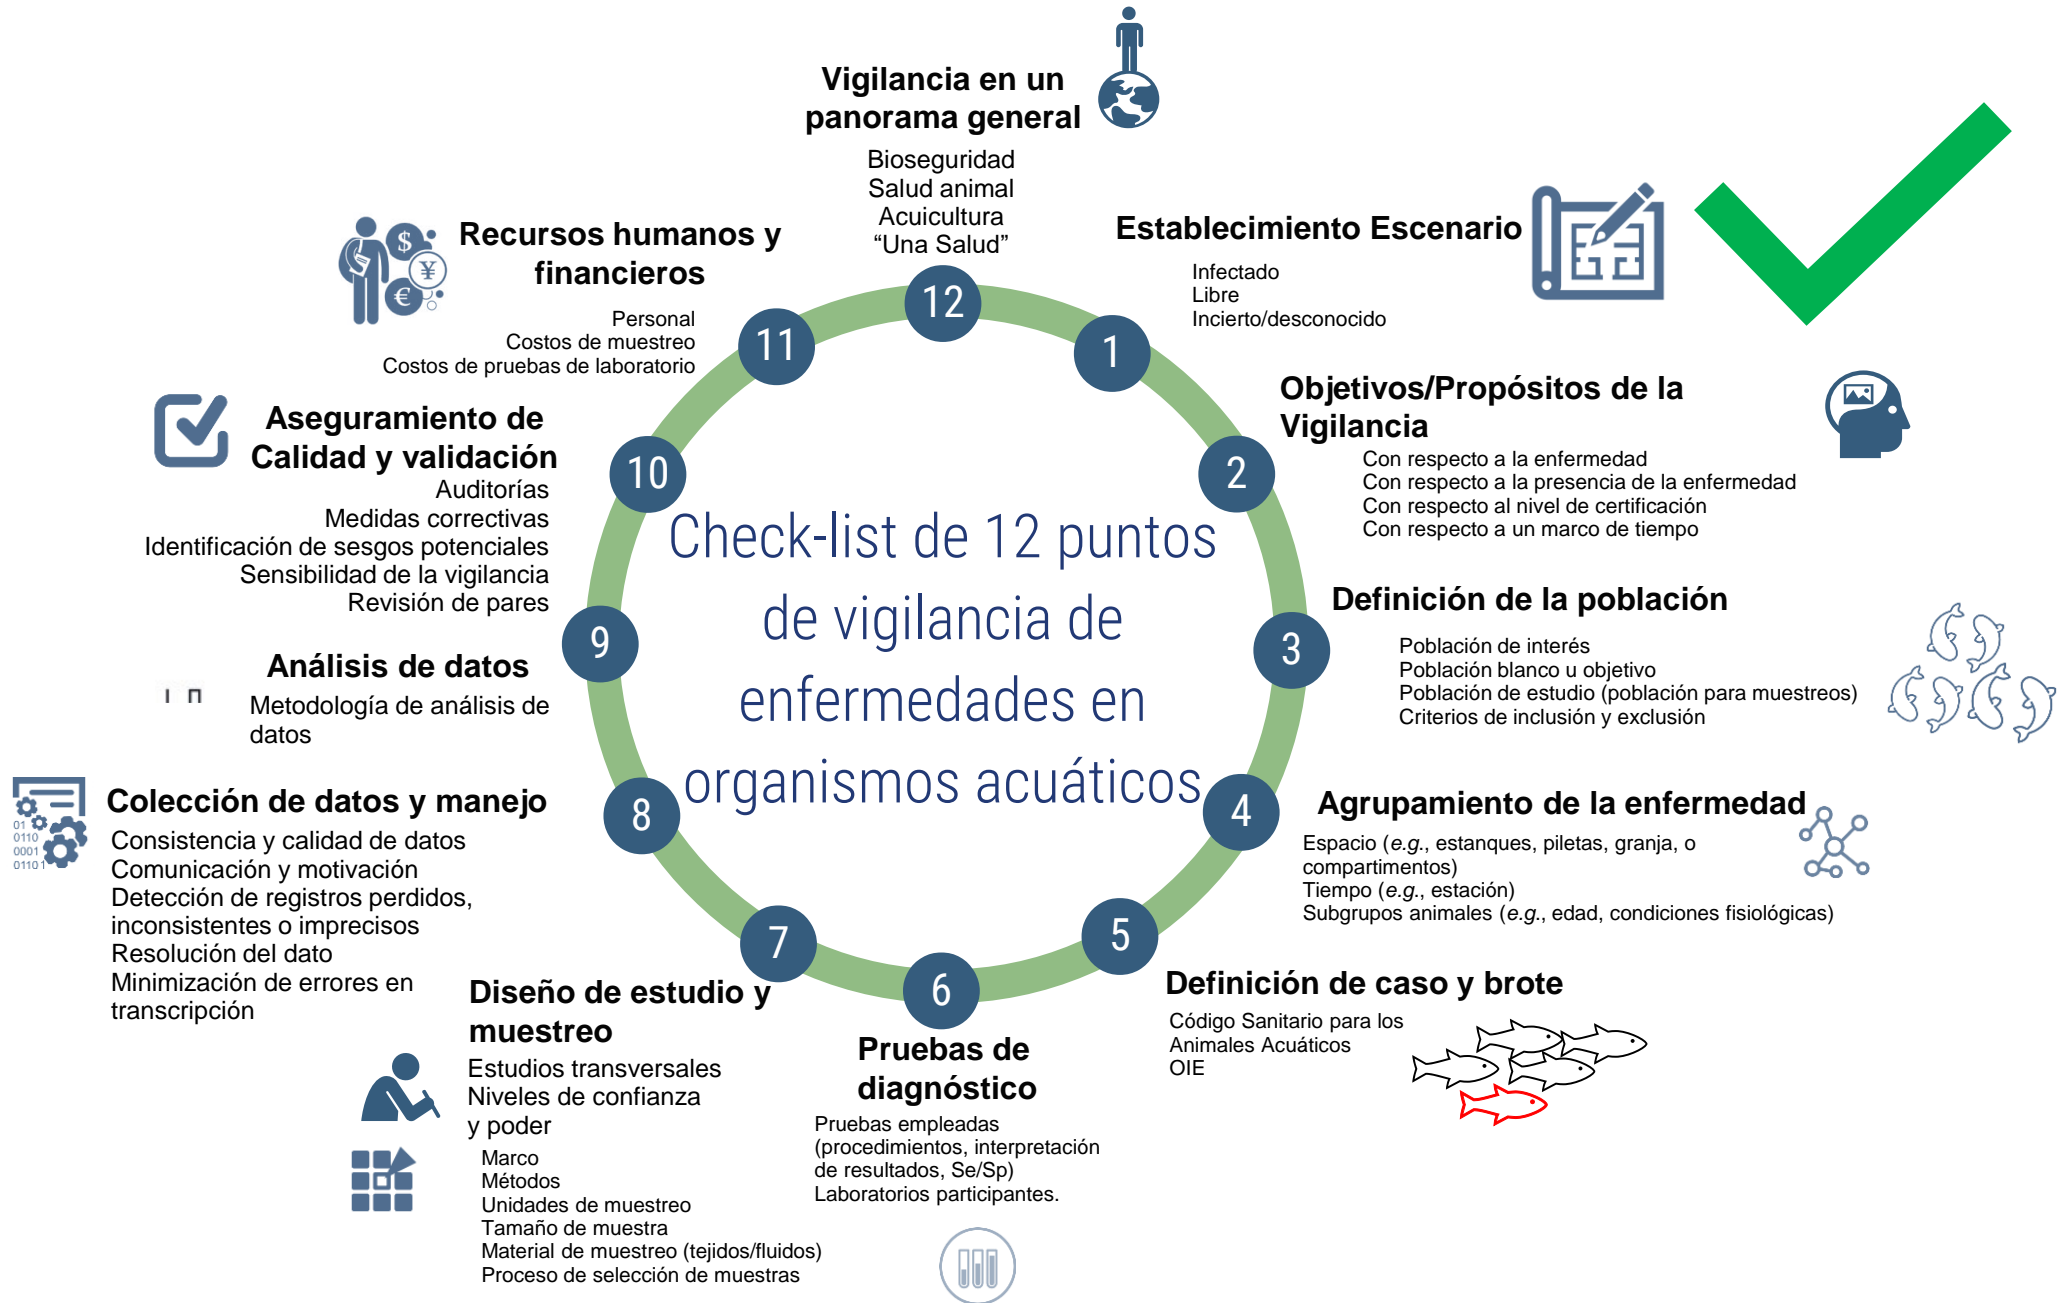 Vigilancia en un
panorama general
Bioseguridad
Salud animal
Acuicultura
“Una Salud”
12
Establecimiento Escenario
Infectado
Libre
Incierto/desconocido
1
Objetivos/Propósitos de la
Vigilancia
Con respecto a la enfermedad
Con respecto a la presencia de la enfermedad
Con respecto al nivel de certificación
Con respecto a un marco de tiempo
2
Definición de la población
Población de interés
Población blanco u objetivo
Población de estudio (población para muestreos)
Criterios de inclusión y exclusión
3
Agrupamiento de la enfermedad
Espacio (e.g., estanques, piletas, granja, o
compartimentos)
Tiempo (e.g., estación)
Subgrupos animales (e.g., edad, condiciones fisiológicas)
4
Definición de caso y brote
Código Sanitario para los
Animales Acuáticos
OIE
5
Pruebas de
diagnóstico
Pruebas empleadas
(procedimientos, interpretación
de resultados, Se/Sp)
Laboratorios participantes.
6
Diseño de estudio y
muestreo
Estudios transversales
Niveles de confianza
y poder
Marco
Métodos
Unidades de muestreo
Tamaño de muestra
Material de muestreo (tejidos/fluidos)
Proceso de selección de muestras
7
Colección de datos y manejo
Consistencia y calidad de datos
Comunicación y motivación
Detección de registros perdidos,
inconsistentes o imprecisos
Resolución del dato
Minimización de errores en
transcripción
01
0110
0001
01101
8
Análisis de datos
Metodología de análisis de
datos
9
Aseguramiento de
Calidad y validación
Auditorías
Medidas correctivas
Identificación de sesgos potenciales
Sensibilidad de la vigilancia
Revisión de pares
10
Recursos humanos y
financieros
Personal
Costos de muestreo
Costos de pruebas de laboratorio
$
¥
€
11
Check-list de 12 puntos
de vigilancia de
enfermedades en
organismos acuáticos